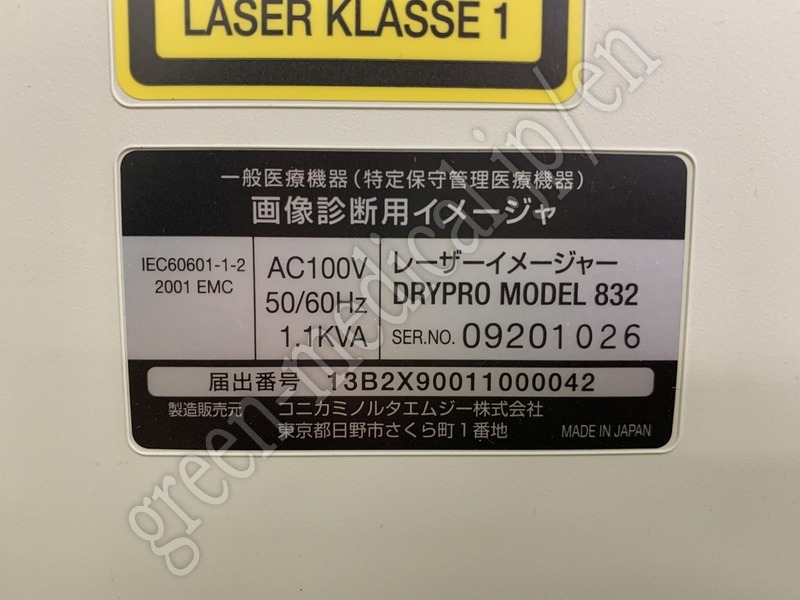 LASER KLASSE 1
一般医療機器(特定保守管理医療機器)
画像診断用イメージャ
IEC60601-1-2
2001 EMC
AC100V
50/60Hz
1.1KVA
レーザーイメージャー
DRYPRO MODEL 832
SER.NO. 09201026
届出番号 13B2X90011000042
製造販売元 コニカミノルタエムジー株式会社
東京都日野市さくら町1番地
MADE IN JAPAN
green-medical.jp/en